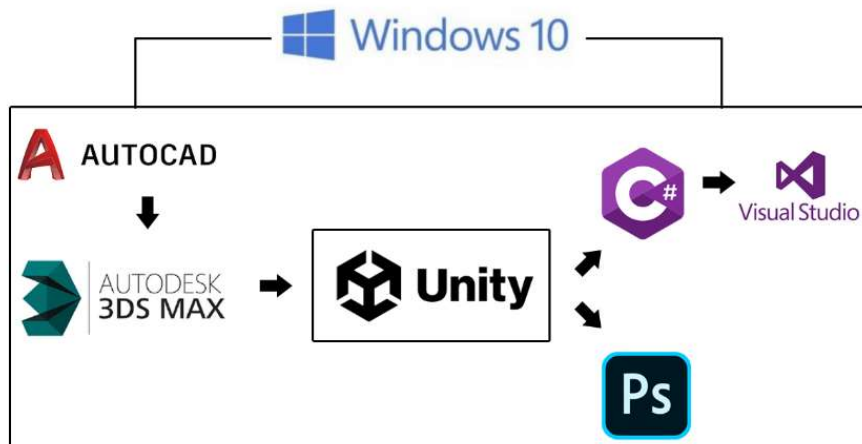 Windows 10
A AUTOCAD
AUTODESK
3DS MAX
Unity
C#
Visual Studio
Ps